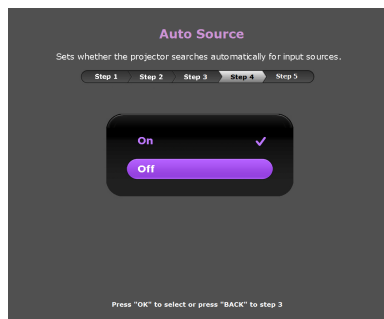 Auto Source
Sets whether the projector searches automatically for input sources.
Step 1 Step 2 Step 3 Step 4 Step 5
On
Off
Press "OK" to select or press "BACK" to step 3